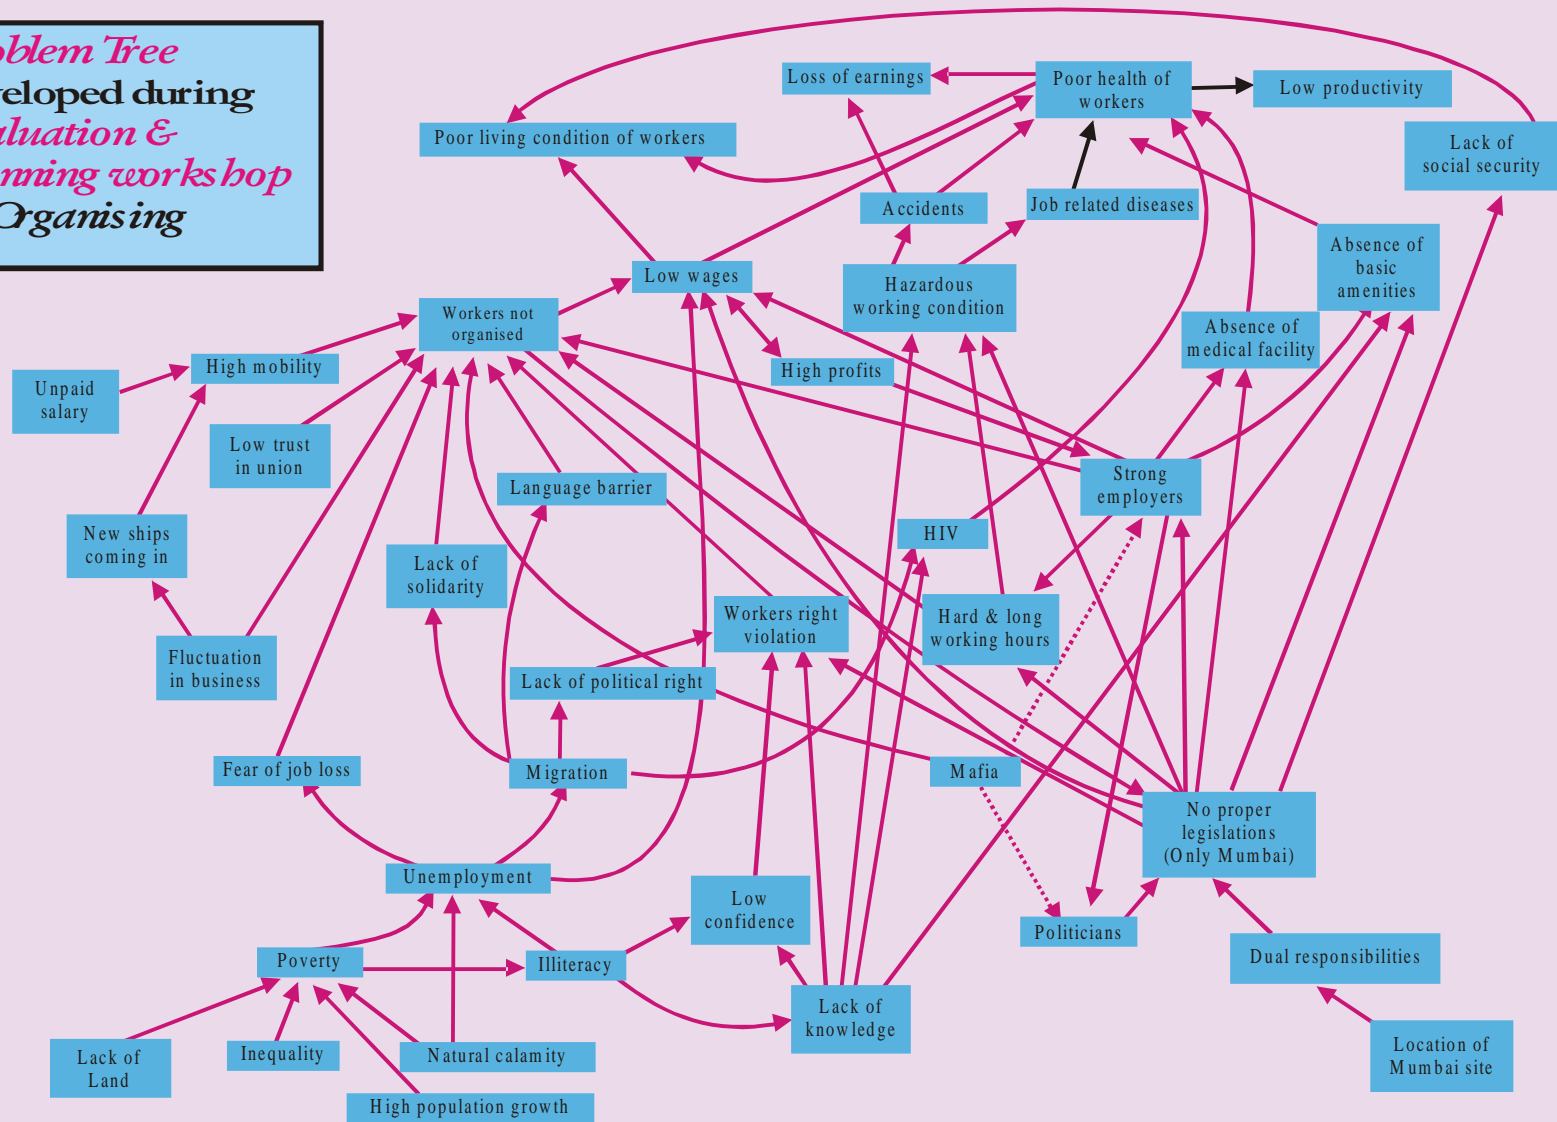 oblem Tree
eloped during
aluation &
nning workshop
Organising
Loss of earnings
Poor health of
workers
Low productivity
Poor living condition of workers
Lack of
social security
Accidents
Job related diseases
Absence of
basic
amenities
Low wages
Hazardous
working condition
Workers not
organised
Absence of
medical facility
High mobility
High profits
Unpaid
salary
Low trust
in union
Language barrier
Strong
employers
New ships
coming in
HIV
Lack of
solidarity
Workers right
violation
Hard & long
working hours
Fluctuation
in business
Lack of political right
Fear of job loss
Migration
Mafia
No proper
legislations
(Only Mumbai)
Unemployment
Low
confidence
Politicians
Poverty
Illiteracy
Dual responsibilities
Lack of
knowledge
Lack of
Land
Inequality
Natural calamity
Location of
Mumbai site
High population growth